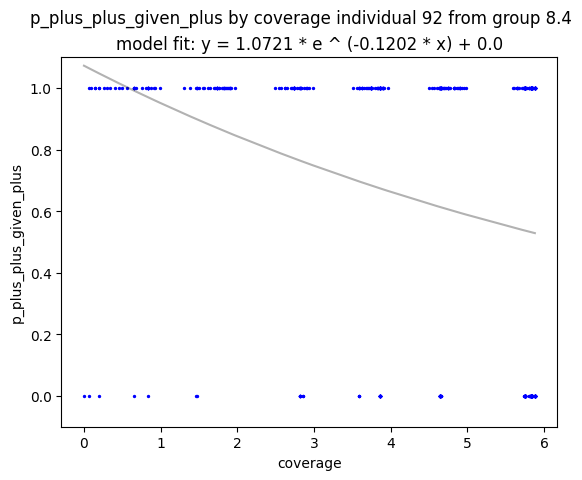 p_plus_plus_given_plus by coverage individual 92 from group 8.4
model fit: y = 1.0721 * e ^ (-0.1202 * x) + 0.0
1.0
0.8
0.6
0.4
0.2
0.0
p_plus_plus_given_plus
0 1 2 3 4 5 6
coverage